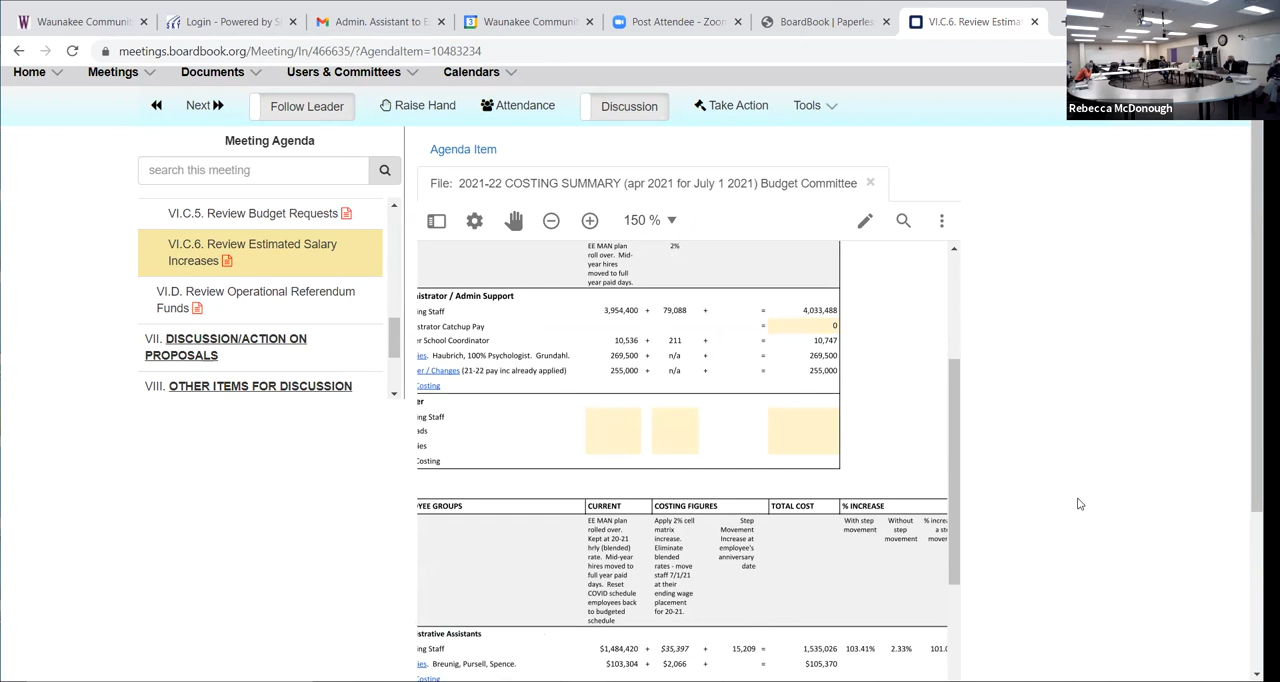 Waunakee Communi
Login - Powered by S
Admin. Assistant to E
Waunakee Communi
Post Attendee - Zoon
BoardBook | Paperles
VI.C.6. Review Estimat
meetings.boardbook.org/Meeting/In/466635/?AgendaItem=10483234
Home Meetings Documents Users & Committees Calendars
Next Follow Leader Raise Hand Attendance Discussion Take Action Tools
Rebecca McDonough
Meeting Agenda
search this meeting
VI.C.5. Review Budget Requests
VI.C.6. Review Estimated Salary
Increases
VI.D. Review Operational Referendum
Funds
VII. DISCUSSION/ACTION ON
PROPOSALS
VIII. OTHER ITEMS FOR DISCUSSION
Agenda Item
File: 2021-22 COSTING SUMMARY (apr 2021 for July 1 2021) Budget Committee
150 %
EE MAN plan 2%
roll over. Mid-
year hires
moved to full
year paid days.
istrator / Admin Support
ing Staff 3,954,400 + 79,088 + = 4,033,488
strator Catchup Pay = 0
r School Coordinator 10,536 + 211 + = 10,747
ies. Haubrich, 100% Psychologist. Grundahl. 269,500 + n/a + = 269,500
er / Changes (21-22 pay inc already applied) 255,000 + n/a + = 255,000
Costing
er
ing Staff
ads
ies
Costing
YEE GROUPS CURRENT COSTING FIGURES TOTAL COST % INCREASE
EE MAN plan Apply 2% cell Step With step Without % increa
rolled over. matrix Movement movement step a ste
Kept at 20-21 increase. Increase at movement mover
hrly (blended) Eliminate employee's
rate. Mid-year blended anniversary
hires moved to rates - move date
full year paid staff 7/1/21
days. Reset at their
COVID schedule ending wage
employees back placement
to budgeted for 20-21.
schedule
strative Assistants
ing Staff $1,484,420 + $35,397 + 15,209 = 1,535,026 103.41% 2.33% 101.0
ies. Breunig, Pursell, Spence. $103,304 + $2,066 + = $105,370
Costing